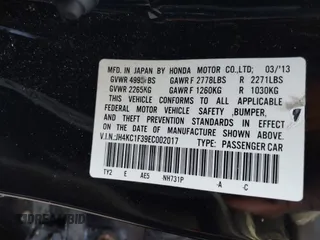 MFD. IN JAPAN BY HONDA MOTOR CO.,LTD; 03/'13
GVWR 4995LBS GAWR F 2778LBS R 2271LBS
GVWR 2265KG GAWR F 1260KG R 1030KG
THIS VEHICLE CONFORMS TO ALL APPLICABLE
FEDERAL MOTOR VEHICLE SAFETY ,BUMPER,
AND THEFT PREVENTION STANDARDS IN EFFECT
ON THE DATE OF MANUFACTURE SHOWN ABOVE.
V.I.N.:JH4KC1F39EC002017 TYPE: PASSENGER CAR
TY2 E AE5 NH731P -A -C